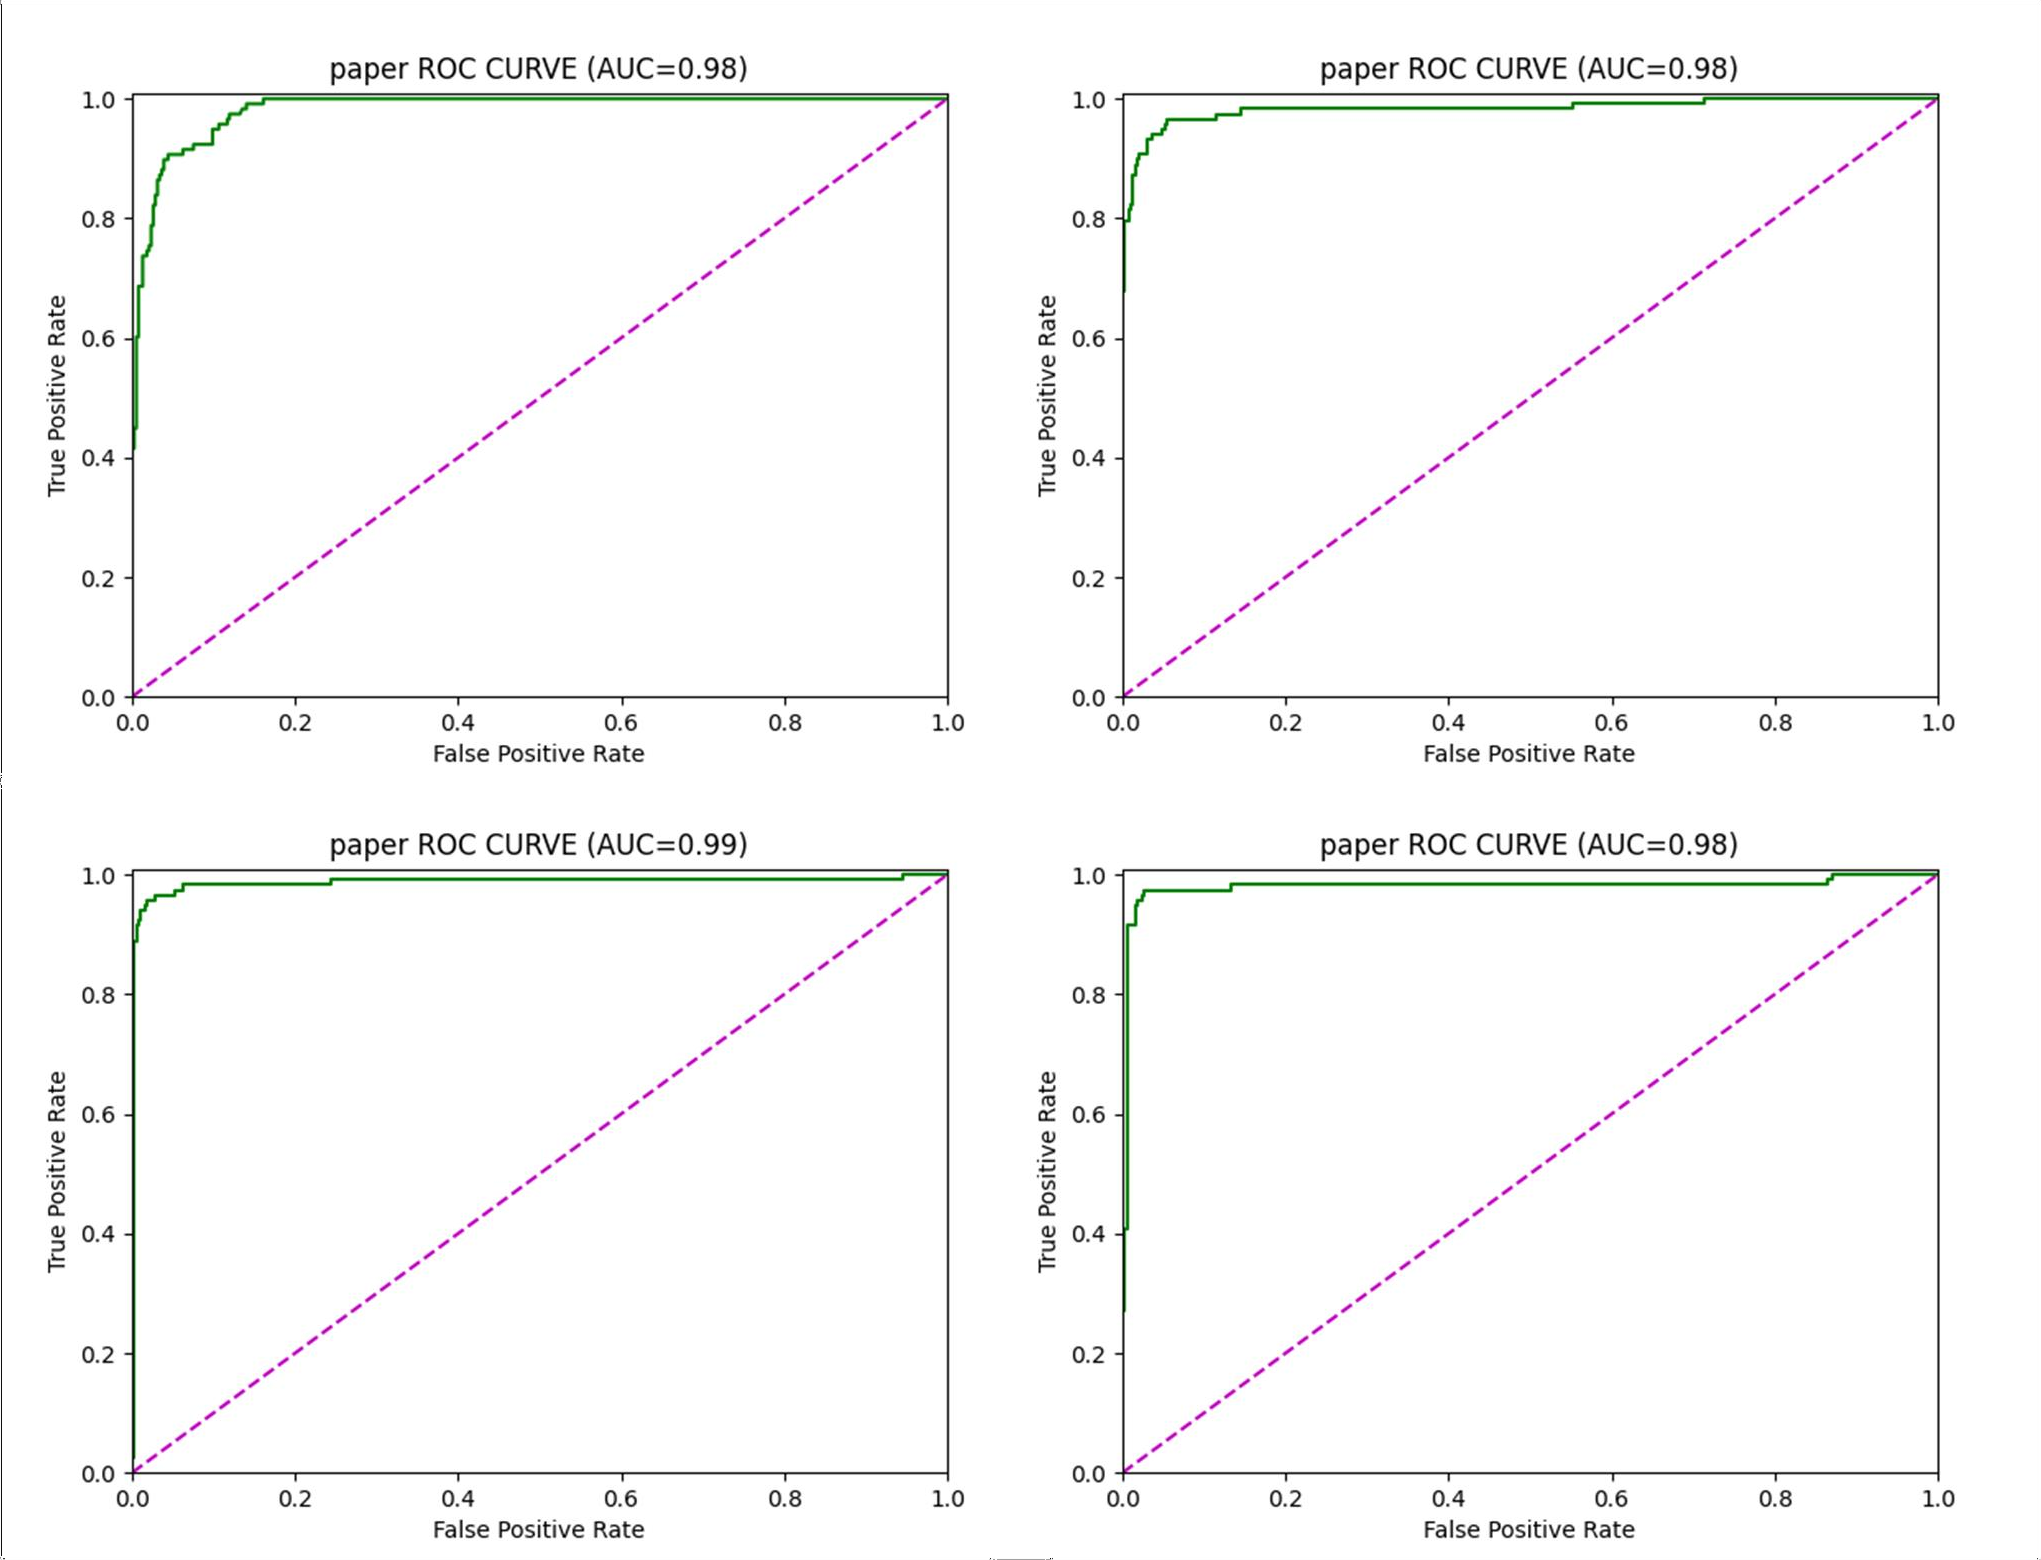 paper ROC CURVE (AUC=0.98)
1.0
0.8
0.6
0.4
0.2
0.0
True Positive Rate
0.0 0.2 0.4 0.6 0.8 1.0
False Positive Rate
paper ROC CURVE (AUC=0.98)
1.0
0.8
0.6
0.4
0.2
0.0
True Positive Rate
0.0 0.2 0.4 0.6 0.8 1.0
False Positive Rate
paper ROC CURVE (AUC=0.99)
1.0
0.8
0.6
0.4
0.2
0.0
True Positive Rate
0.0 0.2 0.4 0.6 0.8 1.0
False Positive Rate
paper ROC CURVE (AUC=0.98)
1.0
0.8
0.6
0.4
0.2
0.0
True Positive Rate
0.0 0.2 0.4 0.6 0.8 1.0
False Positive Rate